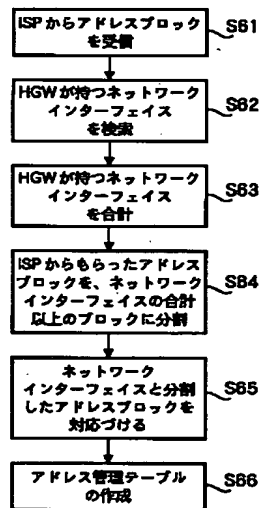 ISPからアドレスブロック
を受信
S61
HGWが持つネットワーク
インターフェイス
を検索
S62
HGWが持つネットワーク
インターフェイス
を合計
S63
ISPからもらったアドレス
ブロックを、ネットワーク
インターフェイスの合計
以上のブロックに分割
S64
ネットワーク
インターフェイスと分割
したアドレスブロックを
対応づける
S65
アドレス管理テーブル
の作成
S66